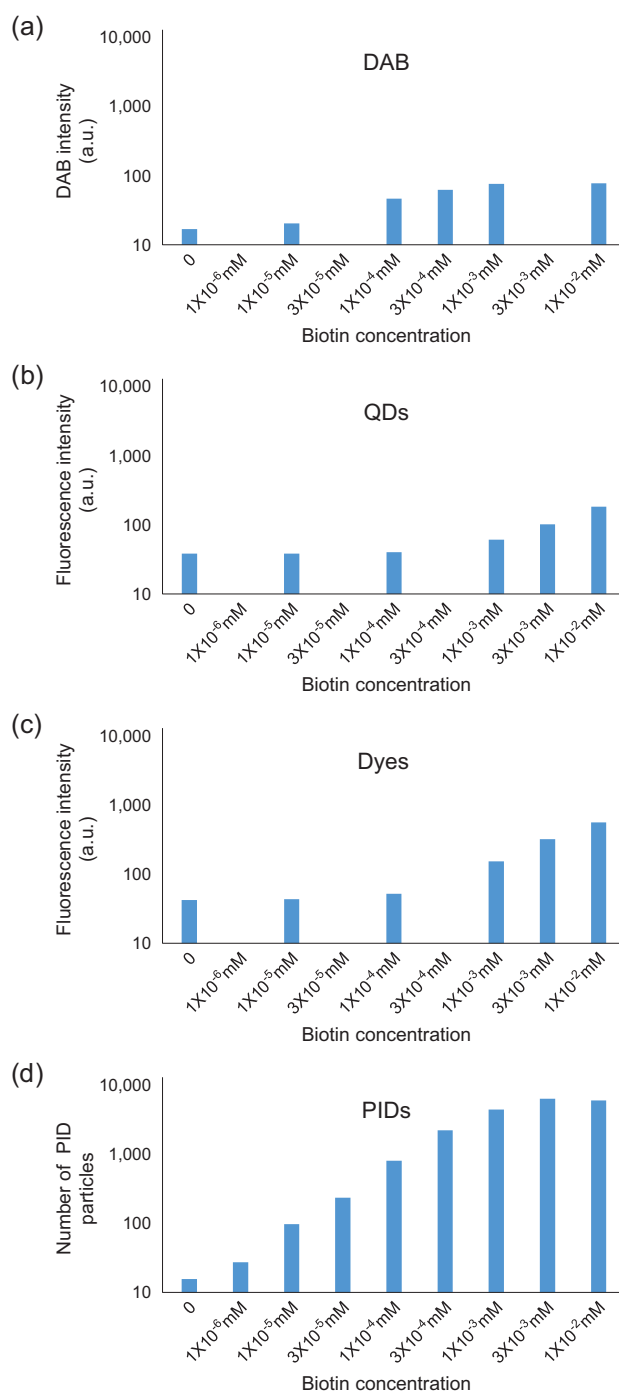 (a)
DAB
DAB intensity
(a.u.)
10,000
1,000
100
10
0
1X10⁻⁶mM
1X10⁻⁵mM
3X10⁻⁵mM
1X10⁻⁴mM
3X10⁻⁴mM
1X10⁻³mM
3X10⁻³mM
1X10⁻²mM
Biotin concentration
(b)
QDs
Fluorescence intensity
(a.u.)
10,000
1,000
100
10
0
1X10⁻⁶mM
1X10⁻⁵mM
3X10⁻⁵mM
1X10⁻⁴mM
3X10⁻⁴mM
1X10⁻³mM
3X10⁻³mM
1X10⁻²mM
Biotin concentration
(c)
Dyes
Fluorescence intensity
(a.u.)
10,000
1,000
100
10
0
1X10⁻⁶mM
1X10⁻⁵mM
3X10⁻⁵mM
1X10⁻⁴mM
3X10⁻⁴mM
1X10⁻³mM
3X10⁻³mM
1X10⁻²mM
Biotin concentration
(d)
PIDs
Number of PID
particles
10,000
1,000
100
10
0
1X10⁻⁶mM
1X10⁻⁵mM
3X10⁻⁵mM
1X10⁻⁴mM
3X10⁻⁴mM
1X10⁻³mM
3X10⁻³mM
1X10⁻²mM
Biotin concentration